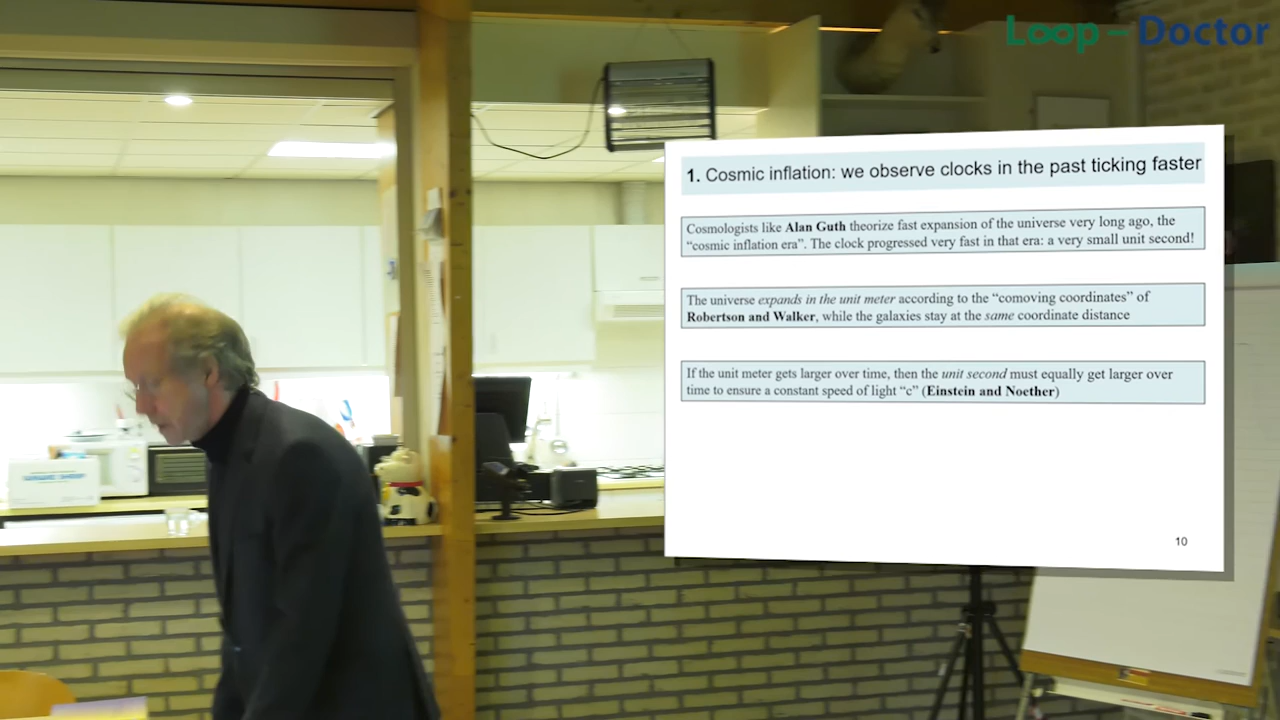 Loop - Doctor
1. Cosmic inflation: we observe clocks in the past ticking faster
Cosmologists like Alan Guth theorize fast expansion of the universe very long ago, the
“cosmic inflation era”. The clock progressed very fast in that era: a very small unit second!
The universe expands in the unit meter according to the “comoving coordinates” of
Robertson and Walker, while the galaxies stay at the same coordinate distance
If the unit meter gets larger over time, then the unit second must equally get larger over
time to ensure a constant speed of light “c” (Einstein and Noether)
10